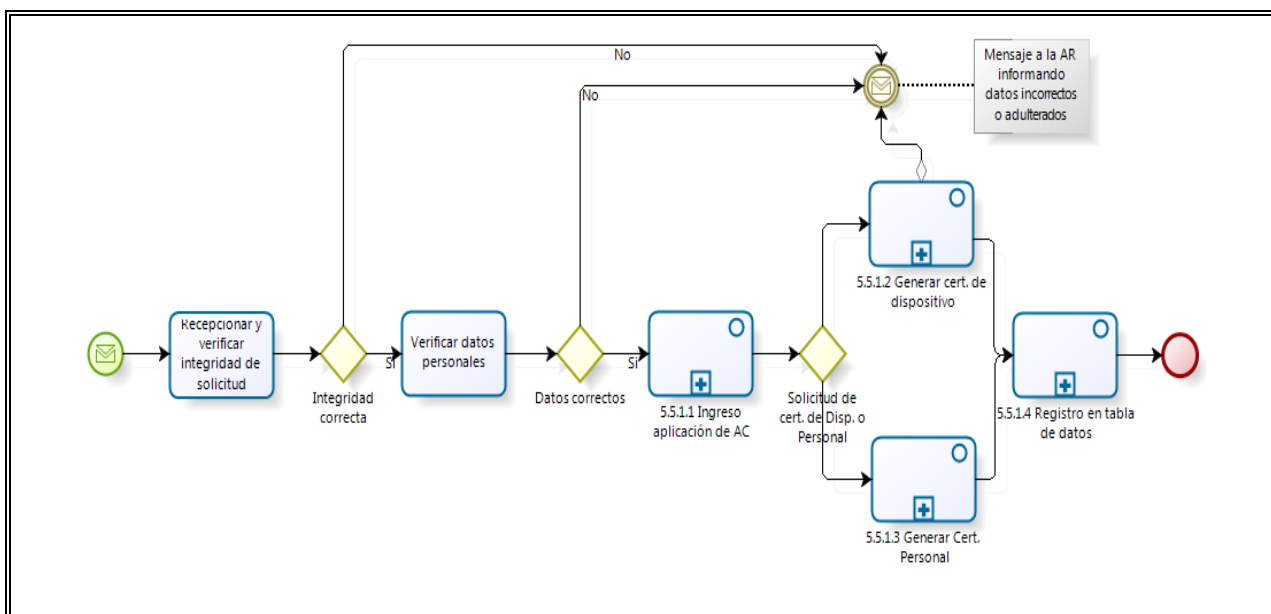 No
Mensaje a la AR
informando
datos incorrectos
o adulterados
No
5.5.1.2 Generar cert. de
dispositivo
Recepcionar y
verificar
integridad de
solicitud
Si
Integridad
correcta
Verificar datos
personales
Si
Datos correctos
5.5.1.1 Ingreso
aplicación de AC
Solicitud de
cert. de Disp. o
Personal
5.5.1.4 Registro en tabla
de datos
5.5.1.3 Generar Cert.
Personal